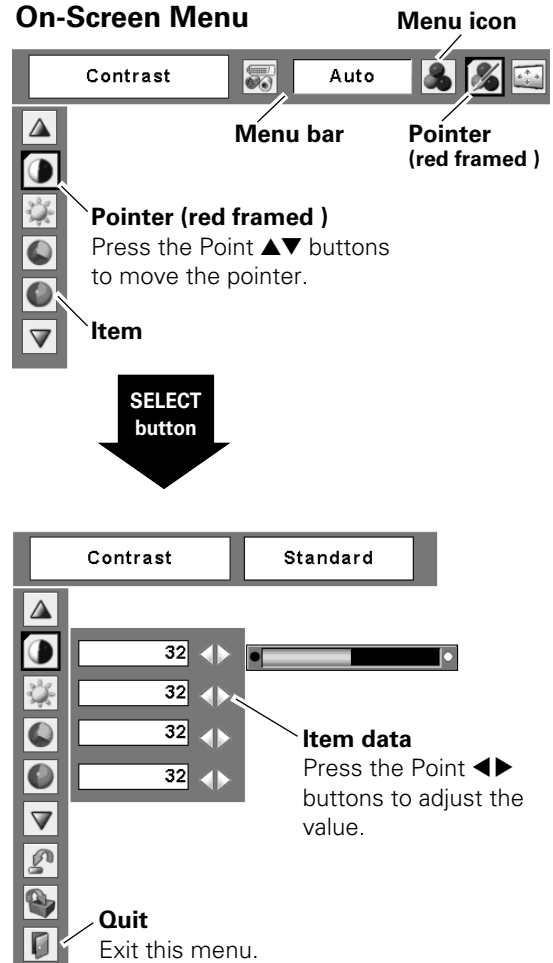 On-Screen Menu
Menu icon
Contrast
Auto
Menu bar
Pointer
(red framed )
Pointer (red framed )
Press the Point ▲▼ buttons
to move the pointer.
Item
SELECT
button
Contrast
Standard
32
32
32
32
Item data
Press the Point ◀▶
buttons to adjust the
value.
Quit
Exit this menu.